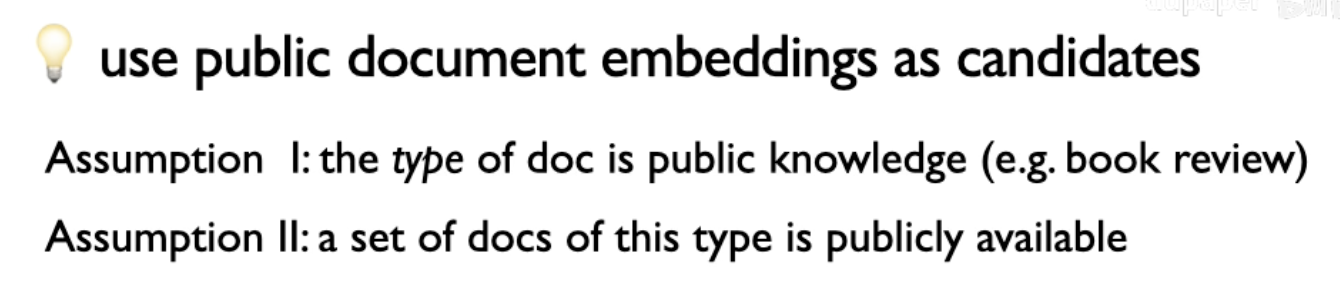 use public document embeddings as candidates
Assumption I: the type of doc is public knowledge (e.g. book review)
Assumption II: a set of docs of this type is publicly available